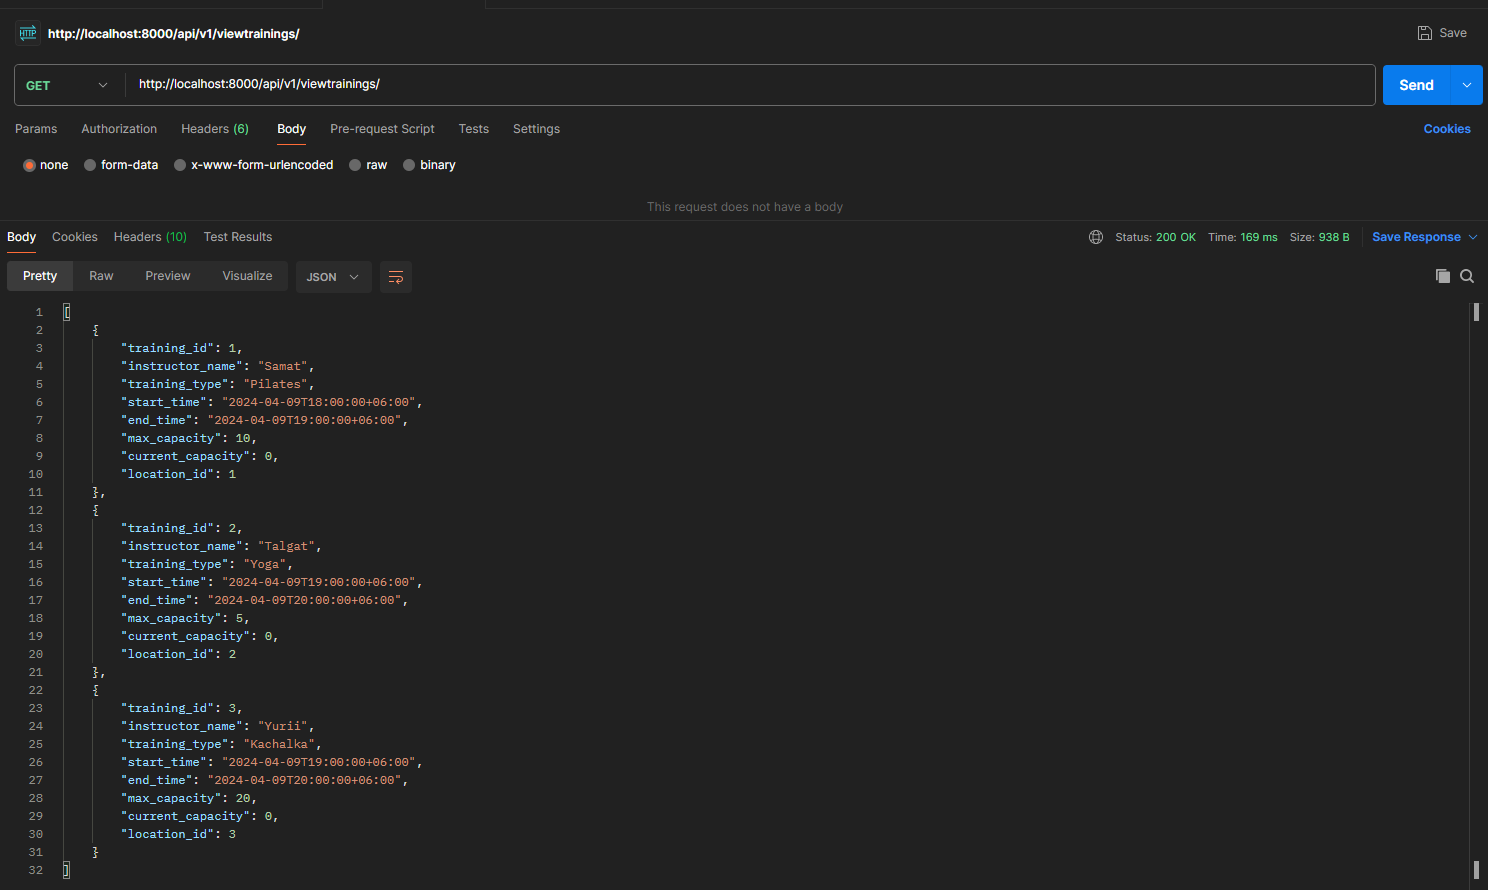 HTTP http://localhost:8000/api/v1/viewtrainings/ Save
GET http://localhost:8000/api/v1/viewtrainings/ Send
Params Authorization Headers (6) Body Pre-request Script Tests Settings Cookies
none form-data x-www-form-urlencoded raw binary
This request does not have a body
Body Cookies Headers (10) Test Results Status: 200 OK Time: 169 ms Size: 938 B Save Response
Pretty Raw Preview Visualize JSON
1 [
2 {
3 "training_id": 1,
4 "instructor_name": "Samat",
5 "training_type": "Pilates",
6 "start_time": "2024-04-09T18:00:00+06:00",
7 "end_time": "2024-04-09T19:00:00+06:00",
8 "max_capacity": 10,
9 "current_capacity": 0,
10 "location_id": 1
11 },
12 {
13 "training_id": 2,
14 "instructor_name": "Talgat",
15 "training_type": "Yoga",
16 "start_time": "2024-04-09T19:00:00+06:00",
17 "end_time": "2024-04-09T20:00:00+06:00",
18 "max_capacity": 5,
19 "current_capacity": 0,
20 "location_id": 2
21 },
22 {
23 "training_id": 3,
24 "instructor_name": "Yurii",
25 "training_type": "Kachalka",
26 "start_time": "2024-04-09T19:00:00+06:00",
27 "end_time": "2024-04-09T20:00:00+06:00",
28 "max_capacity": 20,
29 "current_capacity": 0,
30 "location_id": 3
31 }
32 ]